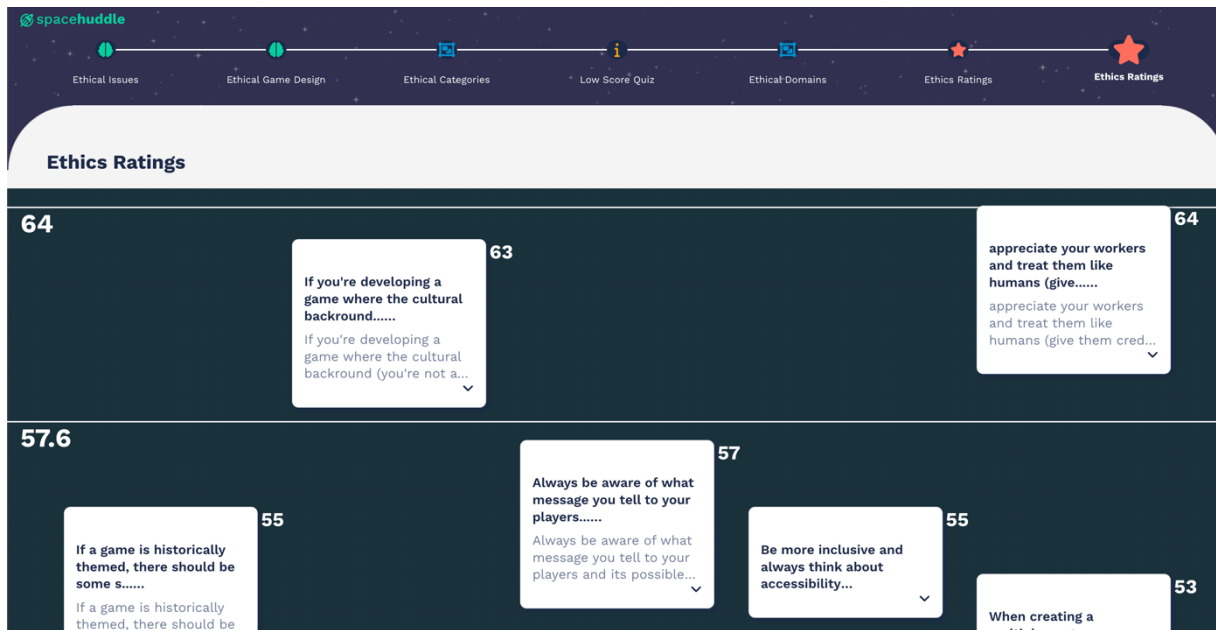 spacehuddle
Ethical Issues
Ethical Game Design
Ethical Categories
Low Score Quiz
Ethical Domains
Ethics Ratings
Ethics Ratings
Ethics Ratings
64
63
If you're developing a
game where the cultural
backround......
If you're developing a
game where the cultural
backround (you're not a...
64
appreciate your workers
and treat them like
humans (give......
appreciate your workers
and treat them like
humans (give them cred...
57.6
57
Always be aware of what
message you tell to your
players......
Always be aware of what
message you tell to your
players and its possible...
55
If a game is historically
themed, there should be
some s......
If a game is historically
themed, there should be
55
Be more inclusive and
always think about
accessibility...
53
When creating a